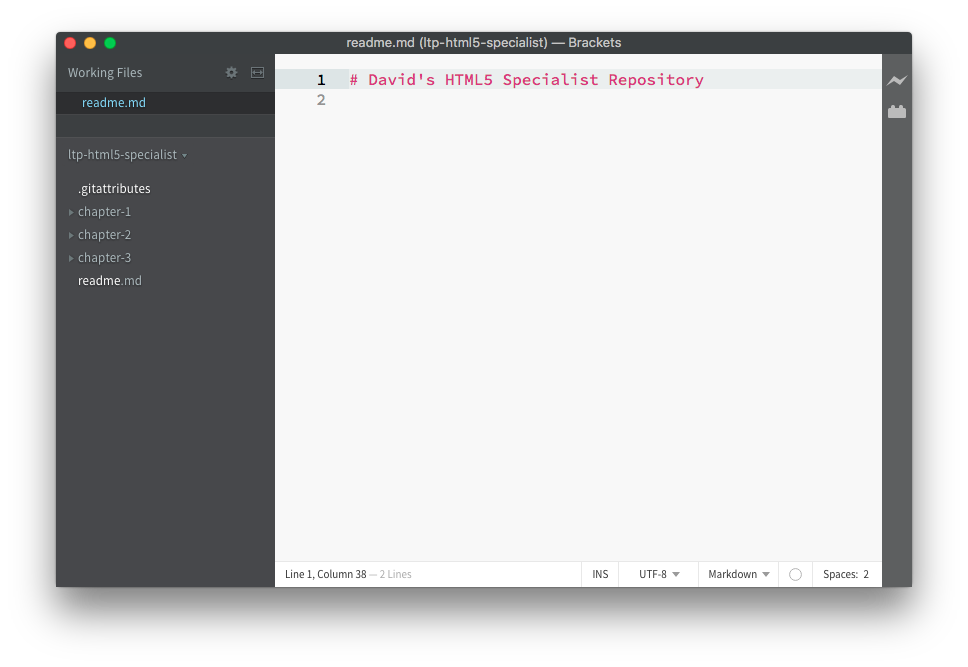 readme.md (ltp-html5-specialist) — Brackets
Working Files
readme.md
ltp-html5-specialist
.gitattributes
chapter-1
chapter-2
chapter-3
readme.md
1 # David's HTML5 Specialist Repository
2
Line 1, Column 38 — 2 Lines INS UTF-8 Markdown Spaces: 2